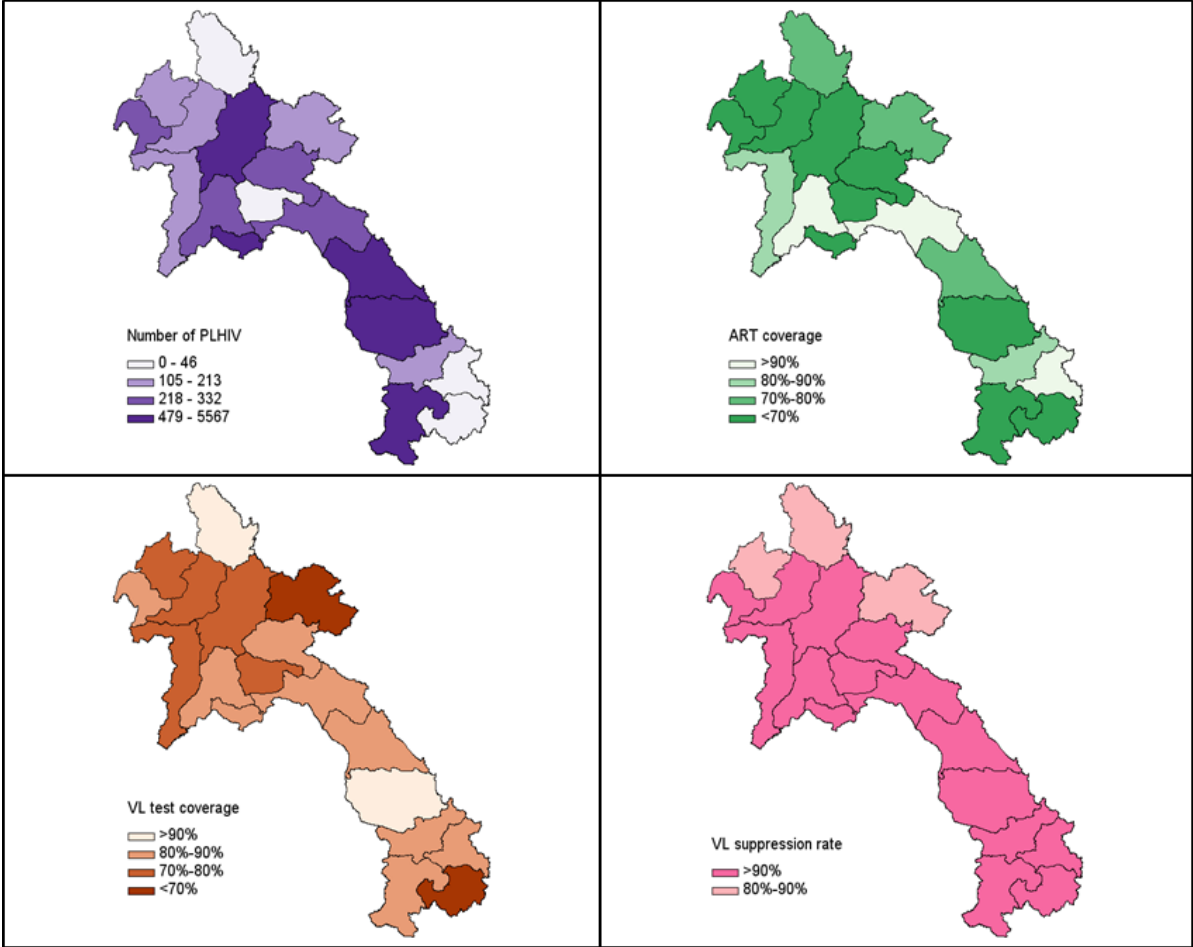 Number of PLHIV
0 - 46
105 - 213
218 - 332
479 - 5567
ART coverage
>90%
80%-90%
70%-80%
<70%
VL test coverage
>90%
80%-90%
70%-80%
<70%
VL suppression rate
>90%
80%-90%